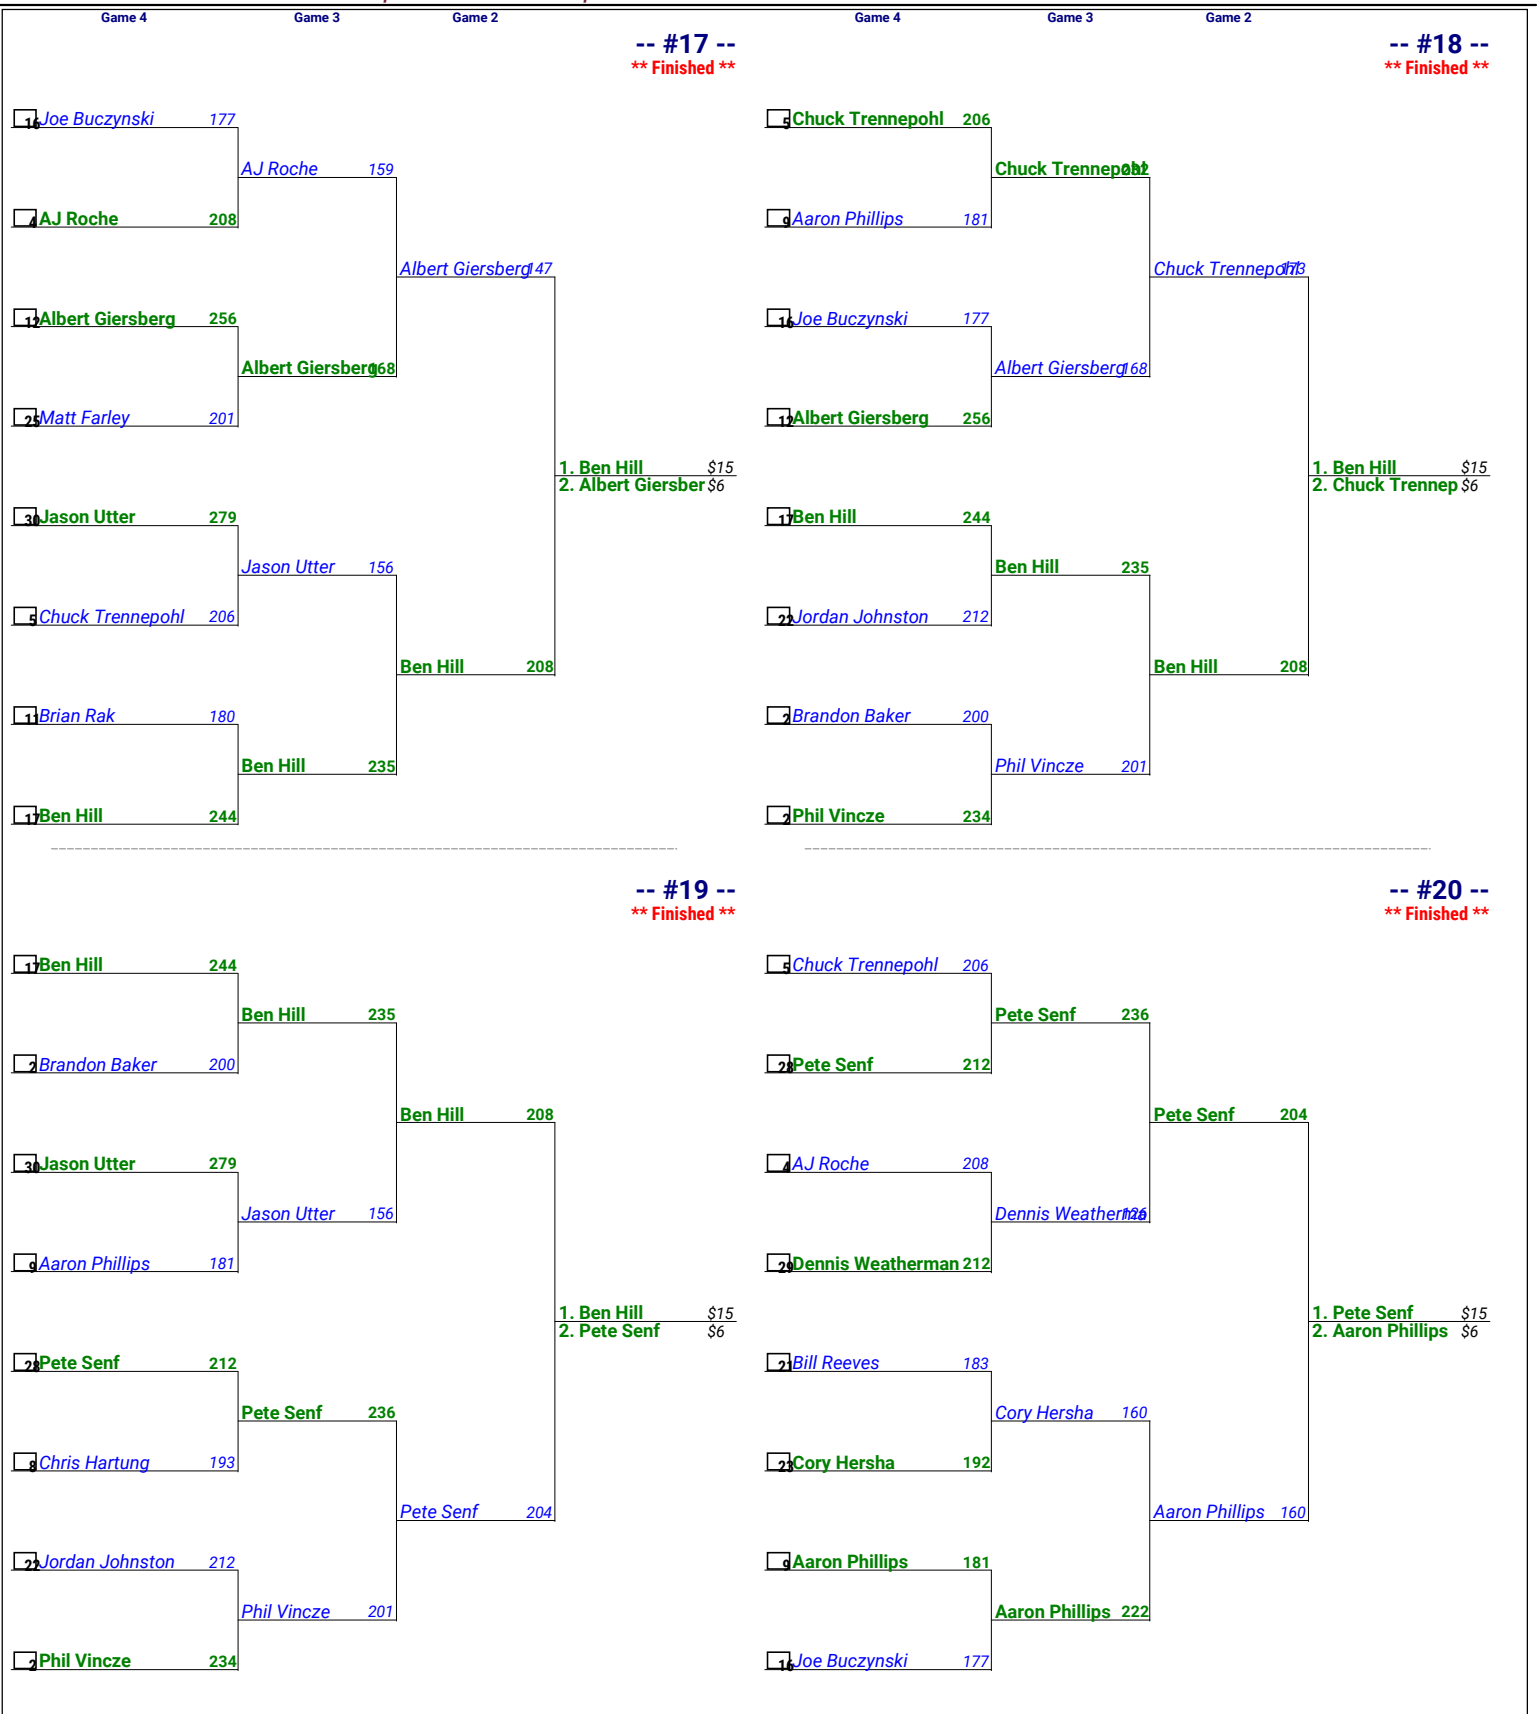 Game 4 Game 3 Game 2 Game 4 Game 3 Game 2
-- #17 --
** Finished **
16 Joe Buczynski 177
AJ Roche 159
4 AJ Roche 208
Albert Giersberg 147
12 Albert Giersberg 256
Albert Giersberg 168
25 Matt Farley 201
1. Ben Hill $15
2. Albert Giersber $6
30 Jason Utter 279
Jason Utter 156
5 Chuck Trennepohl 206
Ben Hill 208
11 Brian Rak 180
Ben Hill 235
17 Ben Hill 244
-- #18 --
** Finished **
5 Chuck Trennepohl 206
Chuck Trennepohl
9 Aaron Phillips 181
Chuck Trennepohl 173
16 Joe Buczynski 177
Albert Giersberg 168
12 Albert Giersberg 256
1. Ben Hill $15
2. Chuck Trennep $6
17 Ben Hill 244
Ben Hill 235
22 Jordan Johnston 212
Ben Hill 208
2 Brandon Baker 200
Phil Vincze 201
2 Phil Vincze 234
-- #19 --
** Finished **
17 Ben Hill 244
Ben Hill 235
2 Brandon Baker 200
Ben Hill 208
30 Jason Utter 279
Jason Utter 156
9 Aaron Phillips 181
1. Ben Hill $15
2. Pete Senf $6
28 Pete Senf 212
Pete Senf 236
8 Chris Hartung 193
Pete Senf 204
22 Jordan Johnston 212
Phil Vincze 201
2 Phil Vincze 234
-- #20 --
** Finished **
5 Chuck Trennepohl 206
Pete Senf 236
28 Pete Senf 212
Pete Senf 204
4 AJ Roche 208
Dennis Weatherma 126
29 Dennis Weatherman 212
1. Pete Senf $15
2. Aaron Phillips $6
21 Bill Reeves 183
Cory Hersha 160
23 Cory Hersha 192
Aaron Phillips 160
9 Aaron Phillips 181
Aaron Phillips 222
16 Joe Buczynski 177